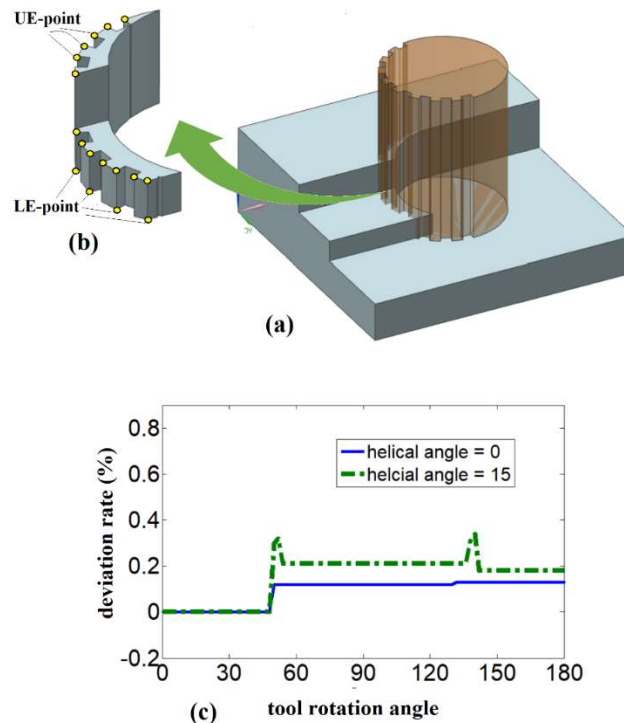 UE-point
LE-point
(b)
(a)
0.8
0.6
0.4
0.2
0
-0.2
deviation rate (%)
helical angle = 0
helcial angle = 15
0 30 60 90 120 150 180
(c) tool rotation angle